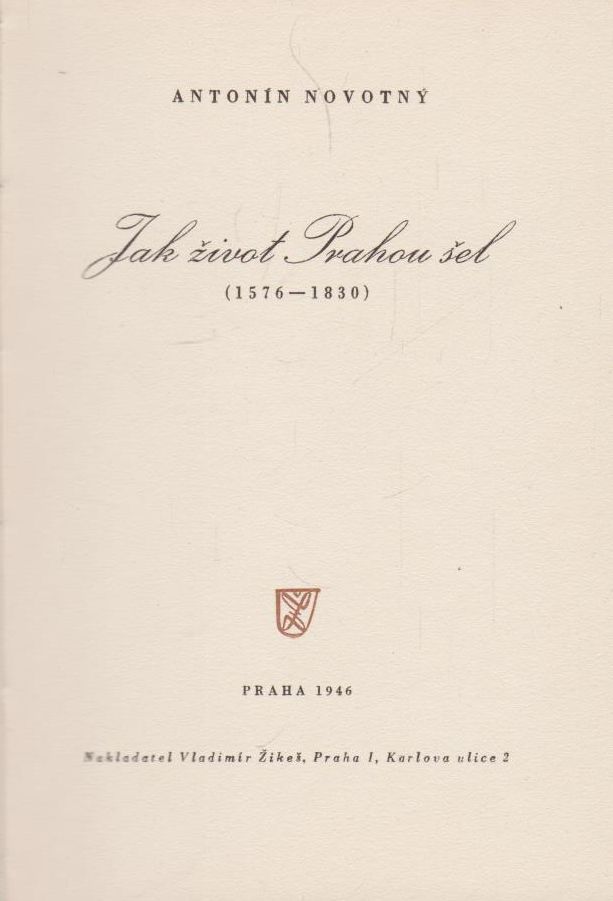 ANTONÍN NOVOTNÝ
Jak život Prahou šel
(1576—1830)
PRAHA 1946
Nakladatel Vladimír Žikeš, Praha I, Karlova ulice 2